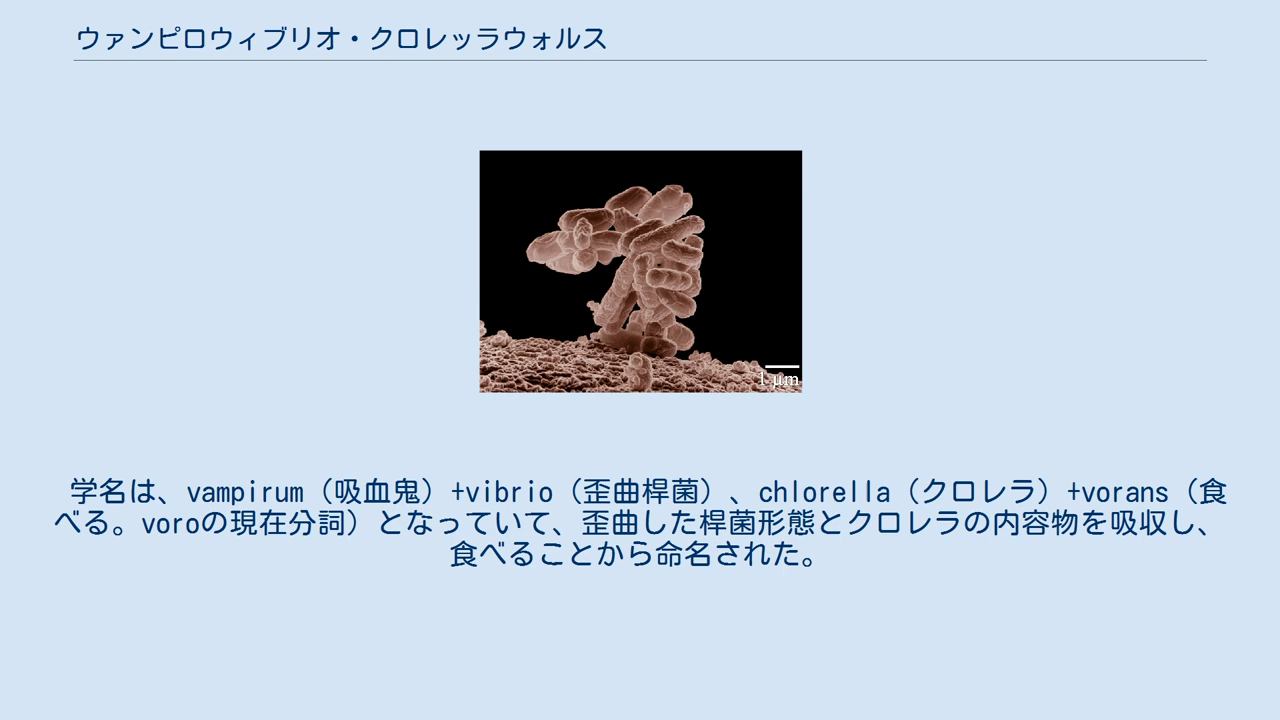 ウァンピロウィブリオ・クロレッラウォルス
1 μm
学名は、vampirum（吸血鬼）+vibrio（歪曲桿菌）、chlorella（クロレラ）+vorans（食
べる。voroの現在分詞）となっていて、歪曲した桿菌形態とクロレラの内容物を吸収し、
食べることから命名された。